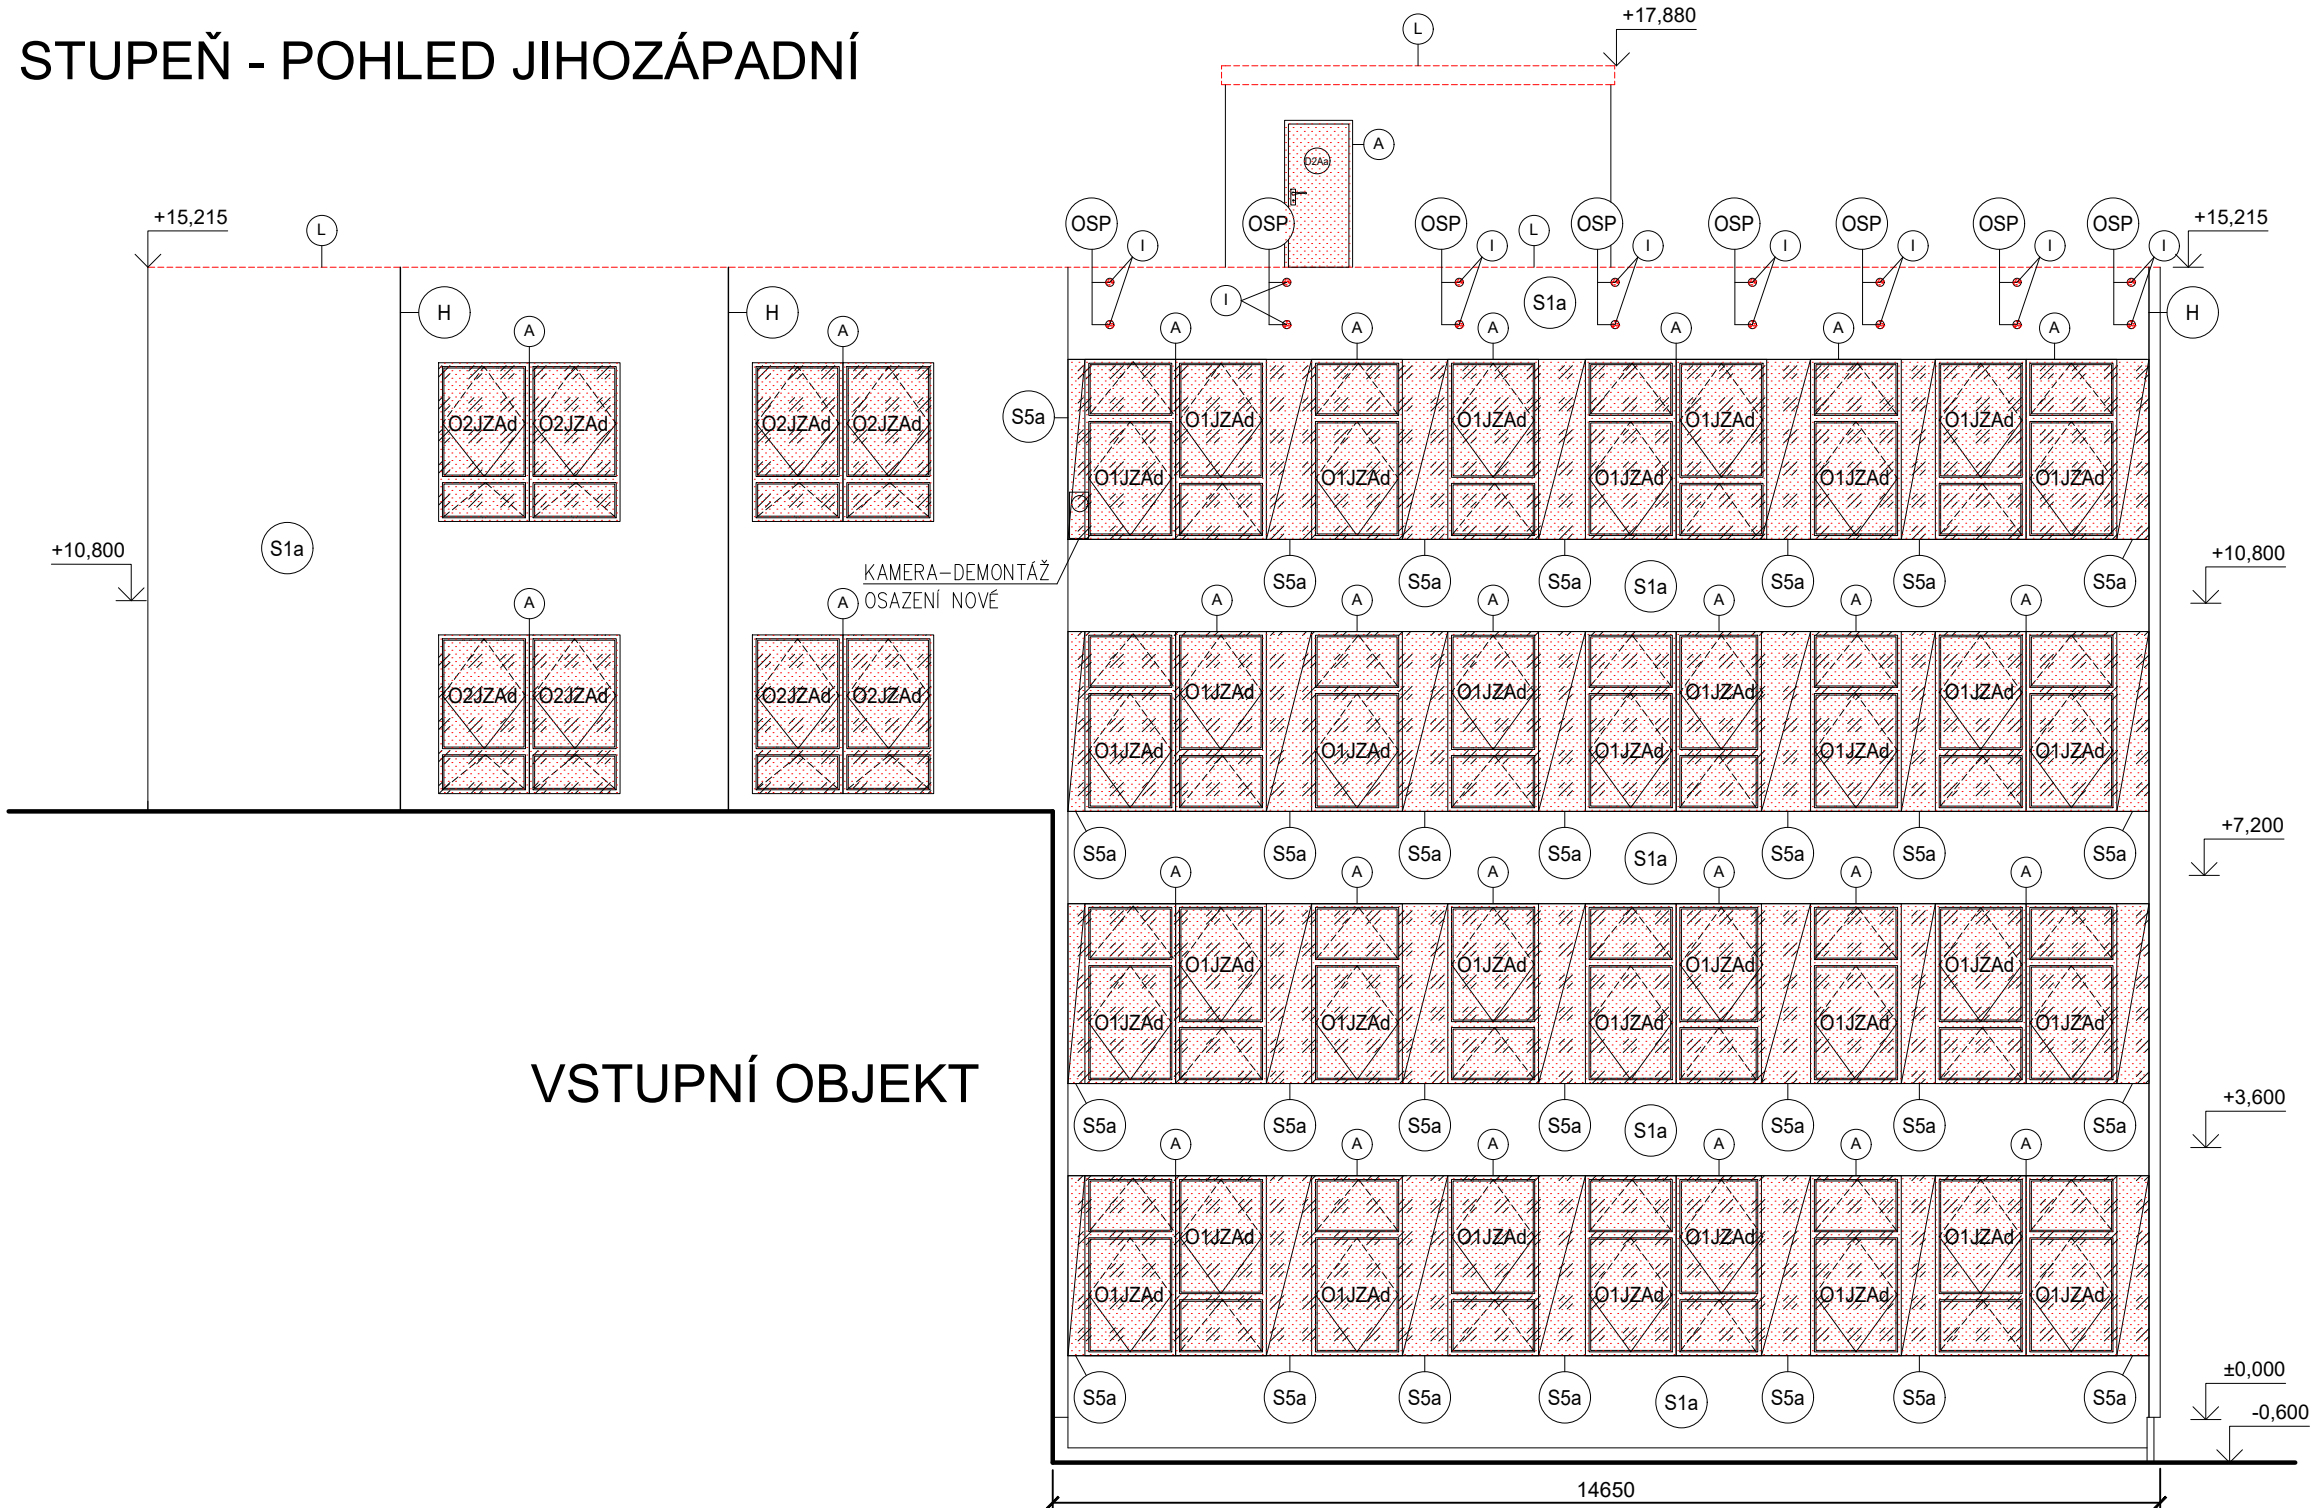 +17,880
L
STUPEŇ - POHLED JIHOZÁPADNÍ
A
D2Aa
+15,215
L
OSP
OSP
OSP
L
OSP
OSP
OSP
OSP
OSP
+15,215
I
I
I
I
I
I
I
I
S1a
H
H
H
A
A
A
A
A
A
A
A
S5a
O2JZAd
O2JZAd
O2JZAd
O2JZAd
O1JZAd
O1JZAd
O1JZAd
O1JZAd
O1JZAd
O1JZAd
O1JZAd
O1JZAd
O1JZAd
+10,800
S1a
KAMERA-DEMONTÁŽ
OSAZENÍ NOVÉ
S5a
S5a
S5a
S1a
S5a
S5a
S5a
+10,800
A
A
A
A
A
A
A
A
O2JZAd
O2JZAd
O2JZAd
O2JZAd
O1JZAd
O1JZAd
O1JZAd
O1JZAd
O1JZAd
O1JZAd
O1JZAd
O1JZAd
O1JZAd
+7,200
S5a
S5a
S5a
S5a
S1a
S5a
S5a
S5a
A
A
A
A
A
A
O1JZAd
O1JZAd
O1JZAd
O1JZAd
O1JZAd
O1JZAd
O1JZAd
O1JZAd
O1JZAd
VSTUPNÍ OBJEKT
+3,600
S5a
S5a
S5a
S5a
S1a
S5a
S5a
S5a
A
A
A
A
A
A
O1JZAd
O1JZAd
O1JZAd
O1JZAd
O1JZAd
O1JZAd
O1JZAd
O1JZAd
O1JZAd
±0,000
S5a
S5a
S5a
S5a
S1a
S5a
S5a
S5a
-0,600
14650